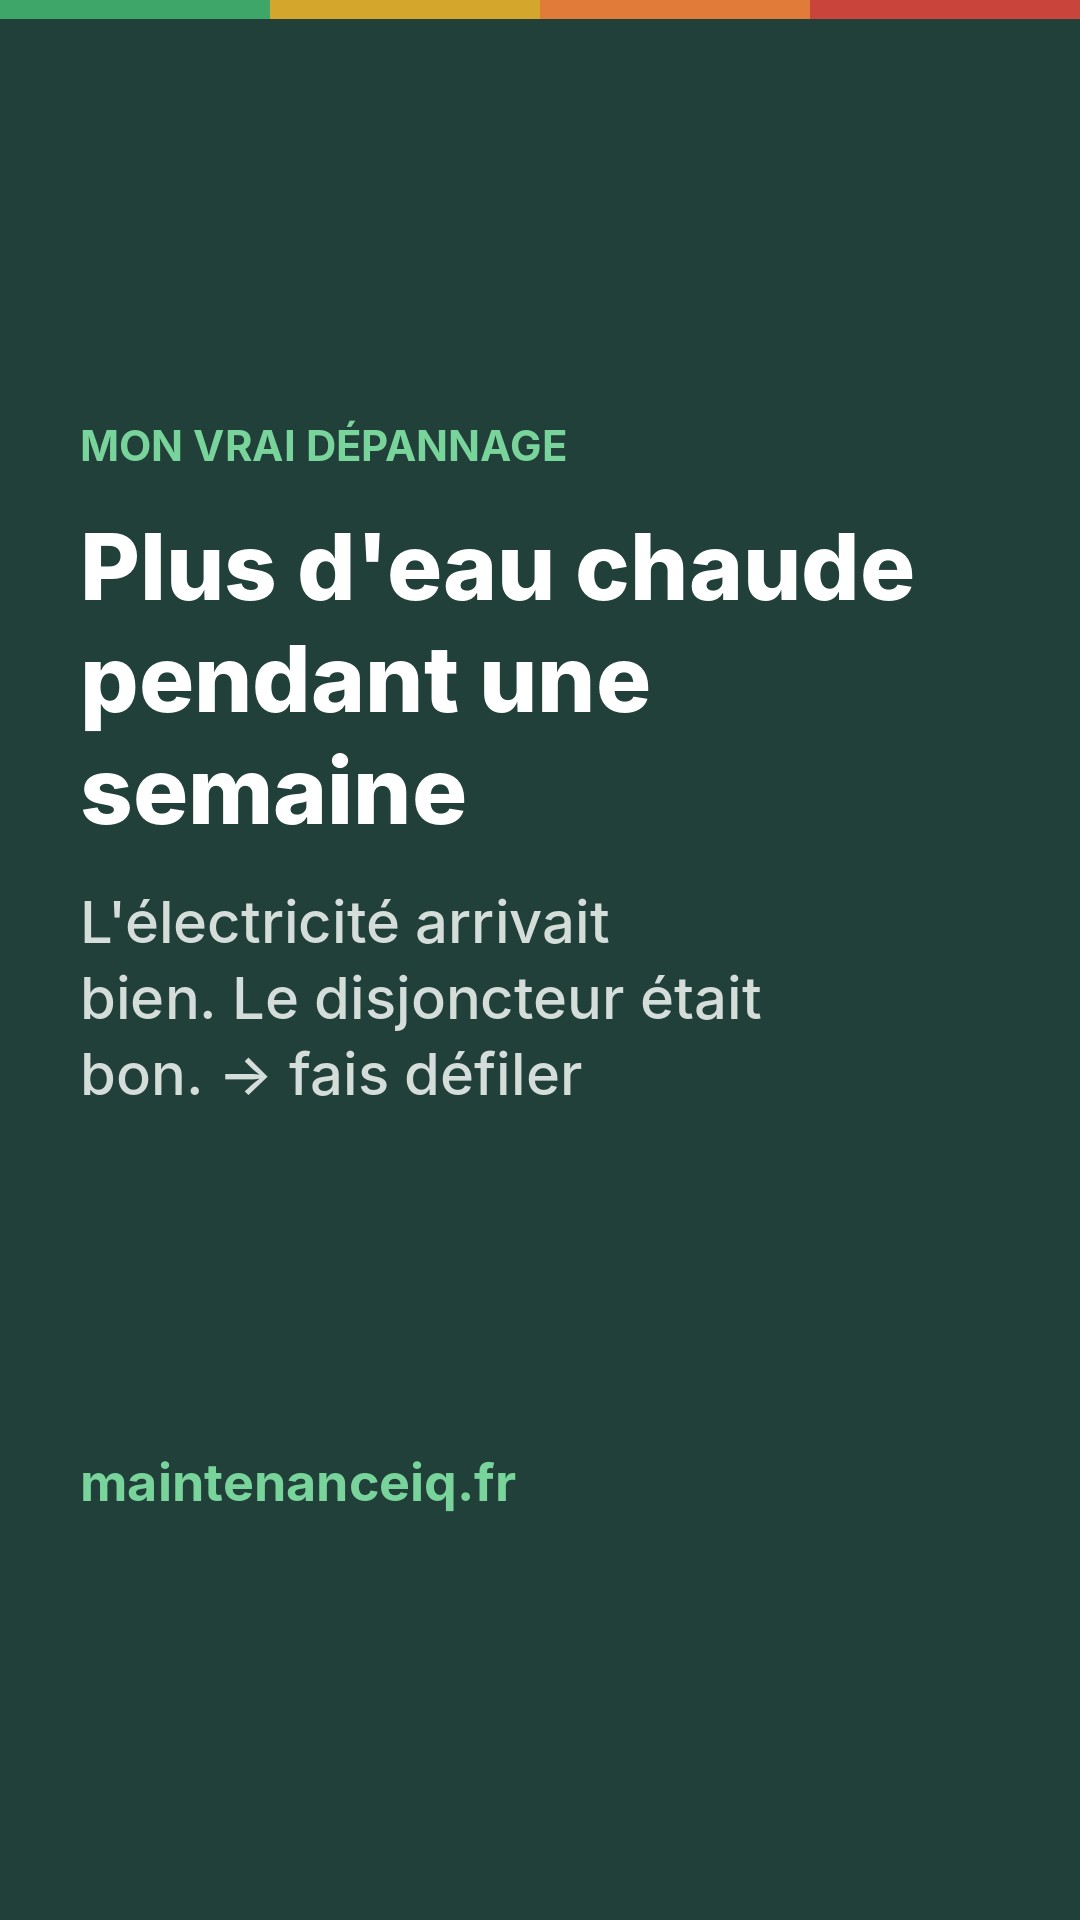 MON VRAI DÉPANNAGE
Plus d'eau chaude
pendant une
semaine
L'électricité arrivait
bien. Le disjoncteur était
bon. → fais défiler
maintenanceiq.fr